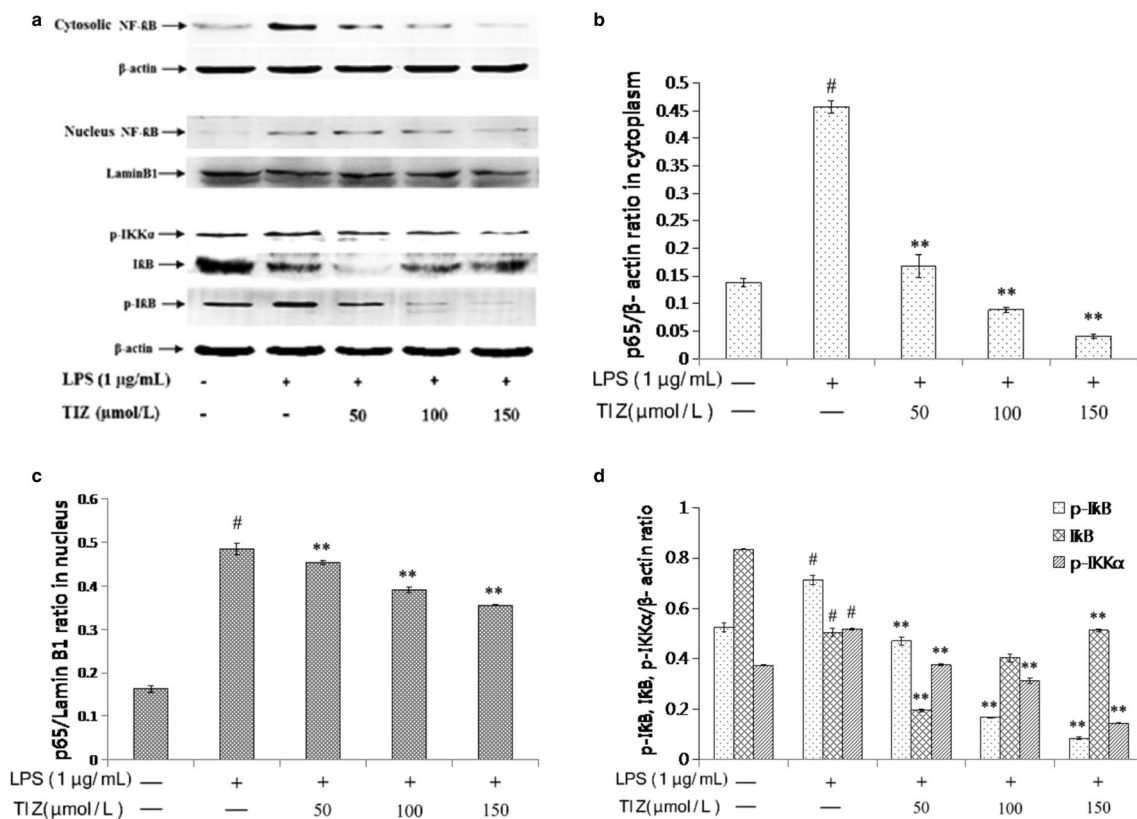 a
Cytosolic NF-kB
β-actin
Nucleus NF-kB
LaminB1
p-IKKα
IkB
p-IkB
β-actin
LPS (1 μg/mL) - + + + +
TIZ (μmol/L) - - 50 100 150
b
p65/β- actin ratio in cytoplasm
0.5
0.45
0.4
0.35
0.3
0.25
0.2
0.15
0.1
0.05
0
#
**
**
**
LPS (1 μg/mL) — + + + +
TIZ(μmol/L) — — 50 100 150
c
p65/Lamin B1 ratio in nucleus
0.6
0.5
0.4
0.3
0.2
0.1
0
#
**
**
**
LPS (1 μg/mL) — + + + +
TIZ(μmol/L) — — 50 100 150
d
p-IkB, IkB, p-IKKα/β- actin ratio
1
0.8
0.6
0.4
0.2
0
p-IkB
IkB
p-IKKα
#
# #
** ** **
** **
** ** **
LPS (1 μg/mL) — + + + +
TIZ(μmol/L) — — 50 100 150